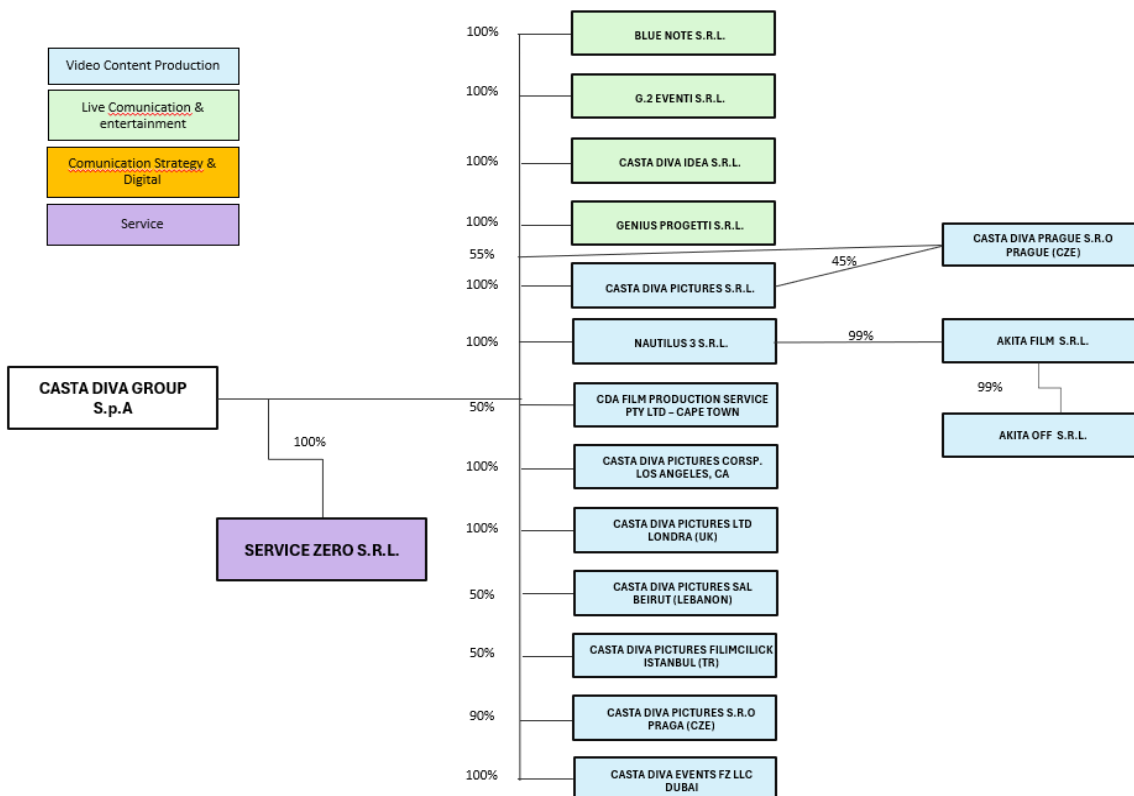 Video Content Production
Live Comunication &
entertainment
Comunication Strategy &
Digital
Service
CASTA DIVA GROUP
S.p.A
100%
SERVICE ZERO S.R.L.
100%
BLUE NOTE S.R.L.
100%
G.2 EVENTI S.R.L.
100%
CASTA DIVA IDEA S.R.L.
100%
GENIUS PROGETTI S.R.L.
55%
CASTA DIVA PRAGUE S.R.O
PRAGUE (CZE)
45%
100%
CASTA DIVA PICTURES S.R.L.
100%
NAUTILUS 3 S.R.L.
99%
AKITA FILM S.R.L.
99%
AKITA OFF S.R.L.
50%
CDA FILM PRODUCTION SERVICE
PTY LTD – CAPE TOWN
100%
CASTA DIVA PICTURES CORSP.
LOS ANGELES, CA
100%
CASTA DIVA PICTURES LTD
LONDRA (UK)
50%
CASTA DIVA PICTURES SAL
BEIRUT (LEBANON)
50%
CASTA DIVA PICTURES FILIMCILICK
ISTANBUL (TR)
90%
CASTA DIVA PICTURES S.R.O
PRAGA (CZE)
100%
CASTA DIVA EVENTS FZ LLC
DUBAI